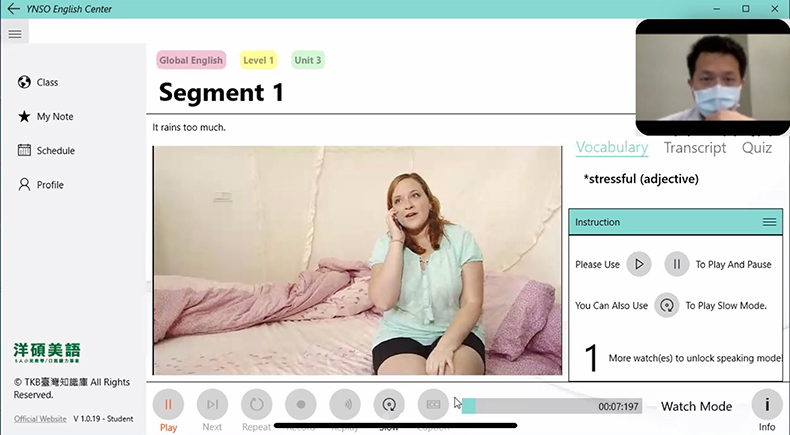 YNSO English Center
Global English Level 1 Unit 3
Segment 1
It rains too much.
Class
My Note
Schedule
Profile
Vocabulary Transcript Quiz
*stressful (adjective)
Instruction
Please Use To Play And Pause
You Can Also Use To Play Slow Mode.
1 More watch(es) to unlock speaking mode!
洋碩美語
© TKB臺灣知識庫 All Rights
Reserved.
Official Website V 1.0.19 - Student
00:07:197 Watch Mode
Play Next Repeat Record Replay Slow Caption Info